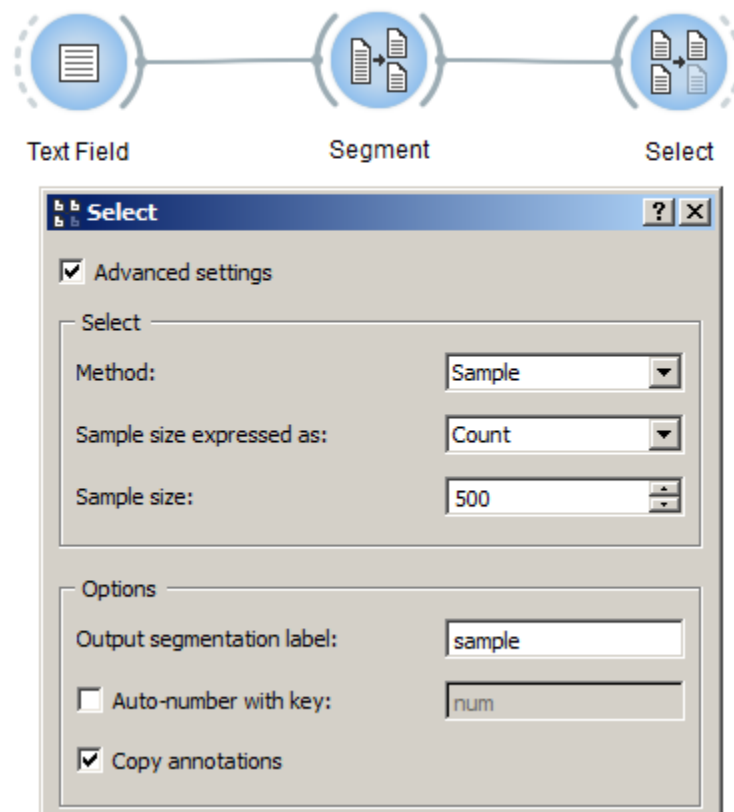 Text Field Segment Select
Select
Advanced settings
Select
Method: Sample
Sample size expressed as: Count
Sample size: 500
Options
Output segmentation label: sample
Auto-number with key: num
Copy annotations